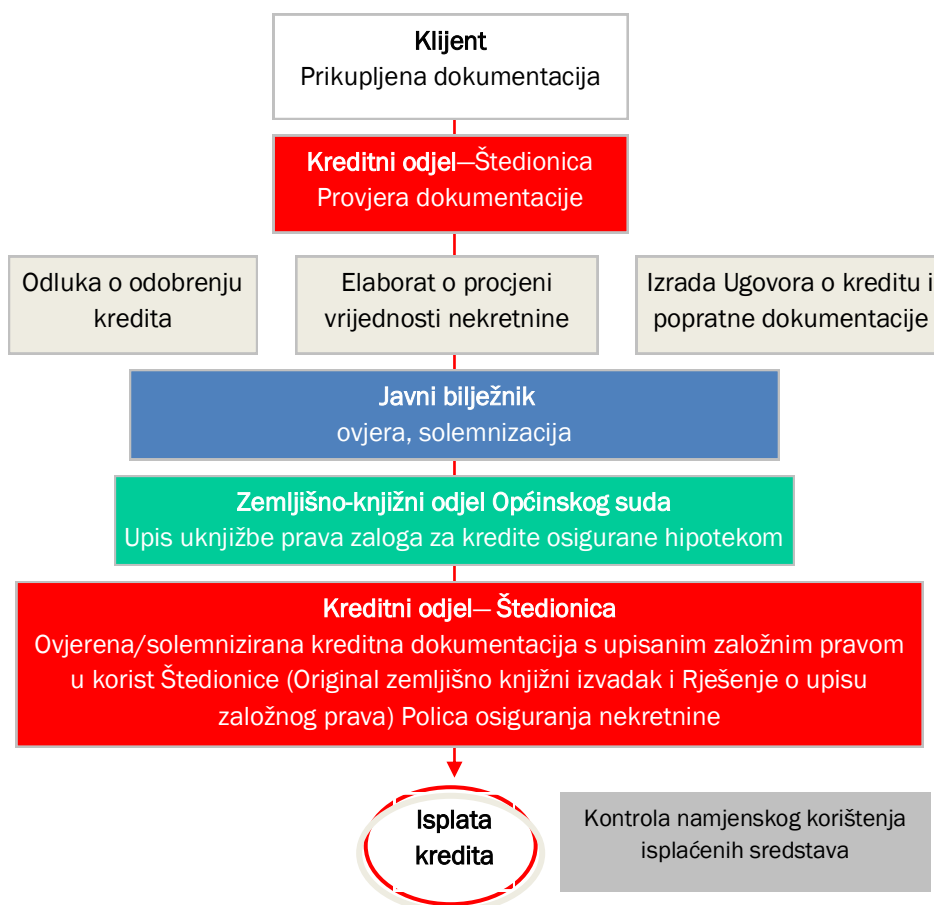 Klijent
Prikupljena dokumentacija
Kreditni odjel—Štedionica
Provjera dokumentacije
Odluka o odobrenju
kredita
Elaborat o procjeni
vrijednosti nekretnine
Izrada Ugovora o kreditu i
popratne dokumentacije
Javni bilježnik
ovjera, solemnizacija
Zemljišno-knjižni odjel Općinskog suda
Upis uknjižbe prava zaloga za kredite osigurane hipotekom
Kreditni odjel— Štedionica
Ovjerena/solemnizirana kreditna dokumentacija s upisanim založnim pravom
u korist Štedionice (Original zemljišno knjižni izvadak i Rješenje o upisu
založnog prava) Polica osiguranja nekretnine
Isplata
kredita
Kontrola namjenskog korištenja
isplaćenih sredstava